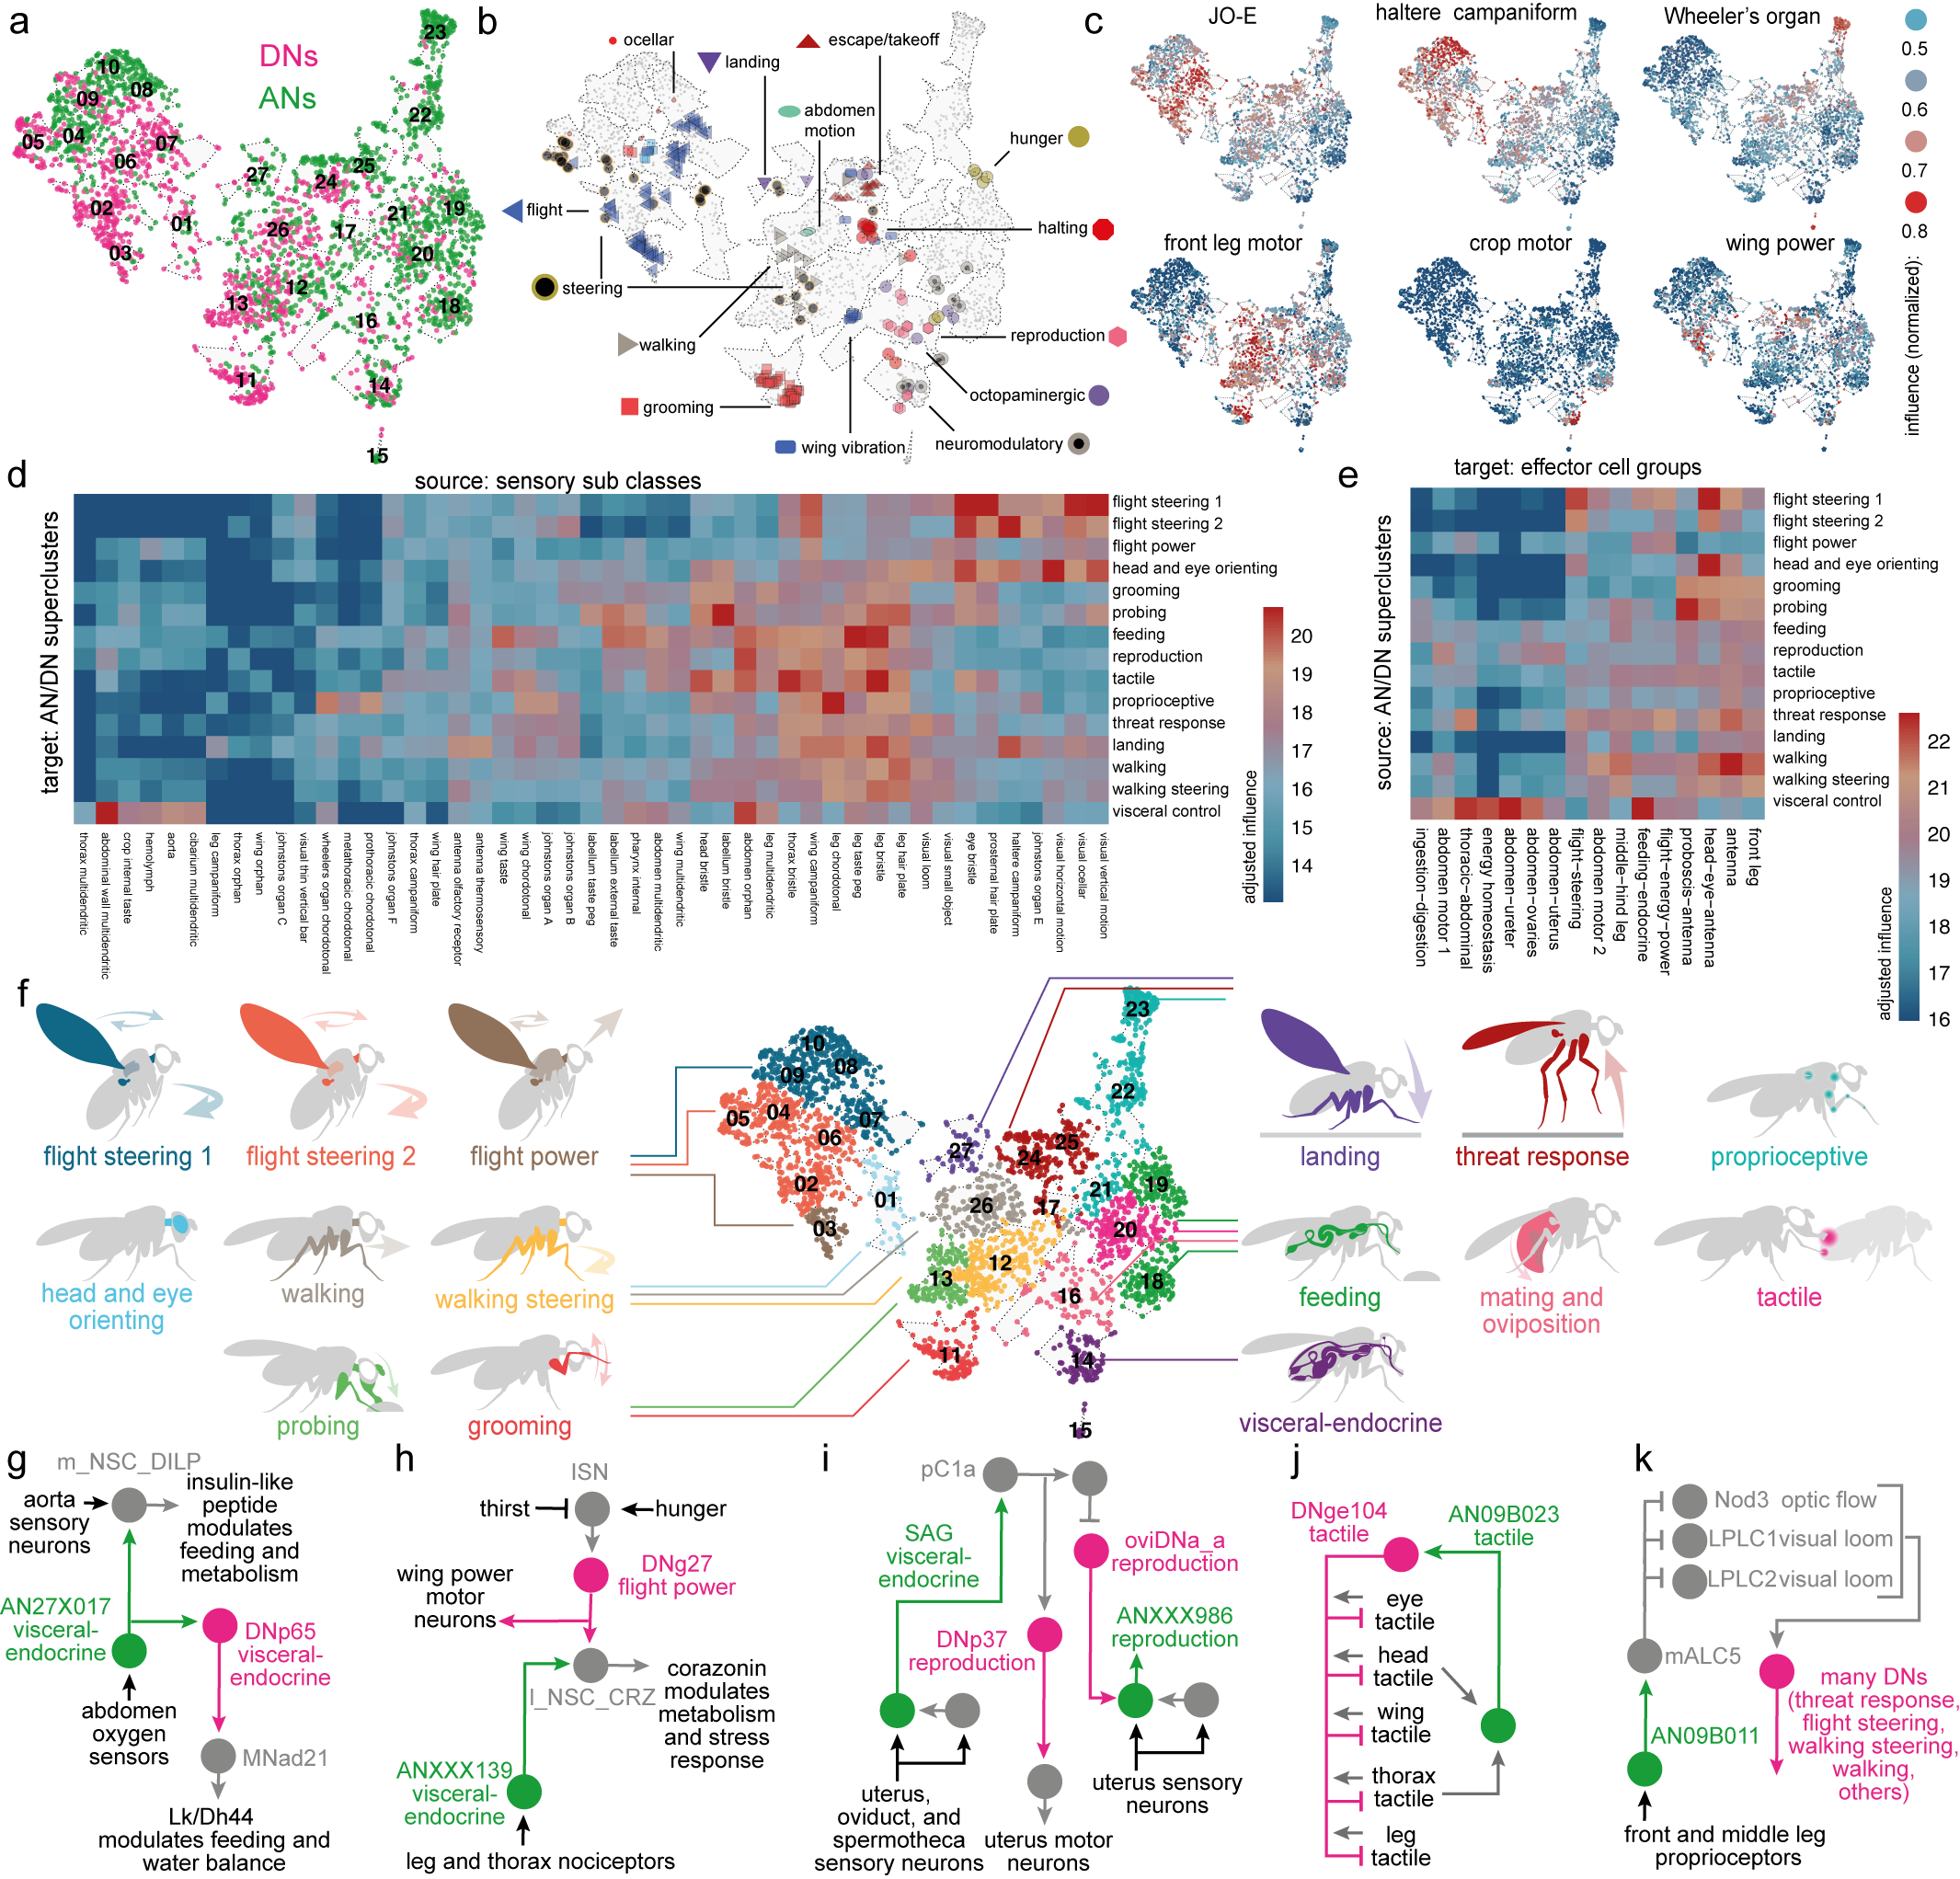 a
DNs
ANs
23
10
09
08
05
04
07
06
22
02
01
03
27
24
25
26
17
21
19
20
12
13
16
18
11
14
15
b
ocellar
landing
escape/takeoff
abdomen
motion
hunger
flight
halting
steering
walking
reproduction
octopaminergic
grooming
wing vibration
neuromodulatory
c
JO-E
haltere campaniform
Wheeler's organ
front leg motor
crop motor
wing power
0.5
0.6
0.7
0.8
influence (normalized):
d
source: sensory sub classes
target: AN/DN superclusters
flight steering 1
flight steering 2
flight power
head and eye orienting
grooming
probing
feeding
reproduction
tactile
proprioceptive
threat response
landing
walking
walking steering
visceral control
thorax multidendritic
abdominal wall multidendritic
crop internal taste
hemolymph
aorta
cibarium multidendritic
leg campaniform
thorax orphan
wing orphan
johnstons organ C
visual thin vertical bar
wheelers organ chordotonal
metathoracic chordotonal
prothoracic chordotonal
johnstons organ F
thorax campaniform
wing hair plate
antenna olfactory receptor
antenna thermosensory
wing taste
wing chordotonal
johnstons organ A
johnstons organ B
labellum taste peg
labellum external taste
pharynx internal
abdomen multidendritic
wing multidendritic
head bristle
labellum bristle
abdomen orphan
leg multidendritic
thorax bristle
wing campaniform
leg chordotonal
leg taste peg
leg bristle
leg hair plate
visual loom
visual small object
eye bristle
prosternal hair plate
haltere campaniform
johnstons organ E
visual horizontal motion
visual ocellar
visual vertical motion
adjusted influence
20
19
18
17
16
15
14
e
target: effector cell groups
source: AN/DN superclusters
flight steering 1
flight steering 2
flight power
head and eye orienting
grooming
probing
feeding
reproduction
tactile
proprioceptive
threat response
landing
walking
walking steering
visceral control
ingestion−digestion
abdomen motor 1
thoracic−abdominal
energy homeostasis
abdomen−ureter
abdomen−ovaries
abdomen−uterus
flight−steering
abdomen motor 2
middle−hind leg
feeding−endocrine
flight−energy−power
proboscis−antenna
head−eye−antenna
antenna
front leg
adjusted influence
22
21
20
19
18
17
16
f
flight steering 1
flight steering 2
flight power
head and eye
orienting
walking
walking steering
probing
grooming
10
09
08
05
04
07
06
02
01
03
27
24
25
23
22
26
17
21
19
20
12
13
16
18
11
14
15
landing
threat response
proprioceptive
feeding
mating and
oviposition
tactile
visceral-endocrine
g
m_NSC_DILP
aorta
sensory
neurons
insulin-like
peptide
modulates
feeding and
metabolism
AN27X017
visceral-
endocrine
DNp65
visceral-
endocrine
abdomen
oxygen
sensors
MNad21
Lk/Dh44
modulates feeding and
water balance
h
ISN
thirst
hunger
wing power
motor
neurons
DNg27
flight power
l_NSC_CRZ
corazonin
modulates
metabolism
and stress
response
ANXXX139
visceral-
endocrine
leg and thorax nociceptors
i
pC1a
SAG
visceral-
endocrine
oviDNa_a
reproduction
DNp37
reproduction
ANXXX986
reproduction
uterus,
oviduct, and
spermotheca
sensory neurons
uterus motor
neurons
uterus sensory
neurons
j
DNge104
tactile
AN09B023
tactile
eye
tactile
head
tactile
wing
tactile
thorax
tactile
leg
tactile
k
Nod3 optic flow
LPLC1 visual loom
LPLC2 visual loom
mALC5
AN09B011
many DNs
(threat response,
flight steering,
walking steering,
walking,
others)
front and middle leg
proprioceptors